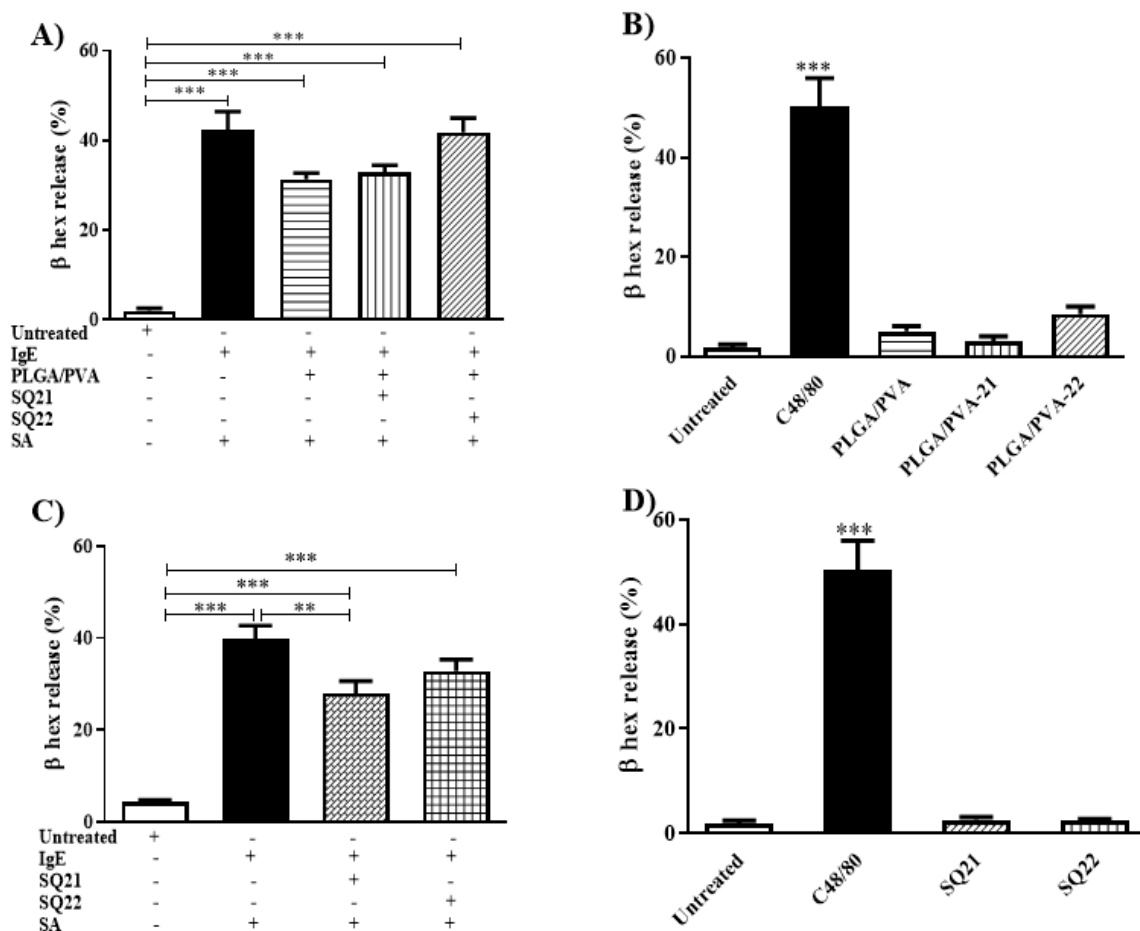 A)
***
***
***
***
β hex release (%)
60
40
20
0
Untreated + - - - -
IgE - + + + +
PLGA/PVA - - + + +
SQ21 - - - + -
SQ22 - - - - +
SA - + + + +
B)
***
β hex release (%)
60
40
20
0
Untreated
C48/80
PLGA/PVA
PLGA/PVA-21
PLGA/PVA-22
C)
***
***
*** **
β hex release (%)
60
40
20
0
Untreated + - - -
IgE - + + +
SQ21 - - + -
SQ22 - - - +
SA - + + +
D)
***
β hex release (%)
60
40
20
0
Untreated
C48/80
SQ21
SQ22